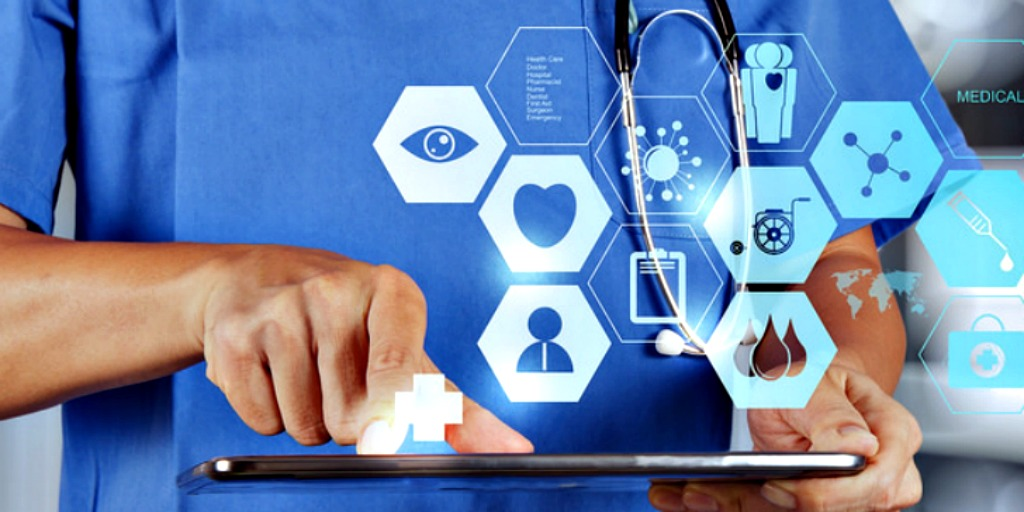 Health Care
Doctor
Hospital
Pharmacist
Nurse
Dentist
First Aid
Surgeon
Emergency
MEDICAL